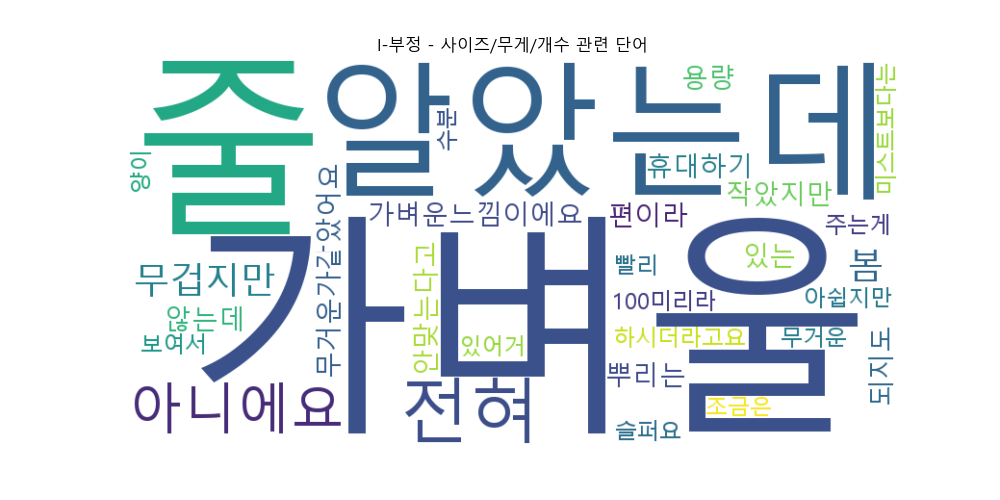 I-부정 - 사이즈/무게/개수 관련 단어
줄
알았는데
가벼울
전혀
아니에요
무겁지만
않는데
보여서
양이
무거운가같았어요
수분
가벼운느낌이에요
안맞는다고
있어거
용량
휴대하기
작았지만
미스트보다는
편이라
주는게
있는
봄
빨리
100미리라
아쉽지만
하시더라고요
무거운
되지도
뿌리는
조금은
슬퍼요